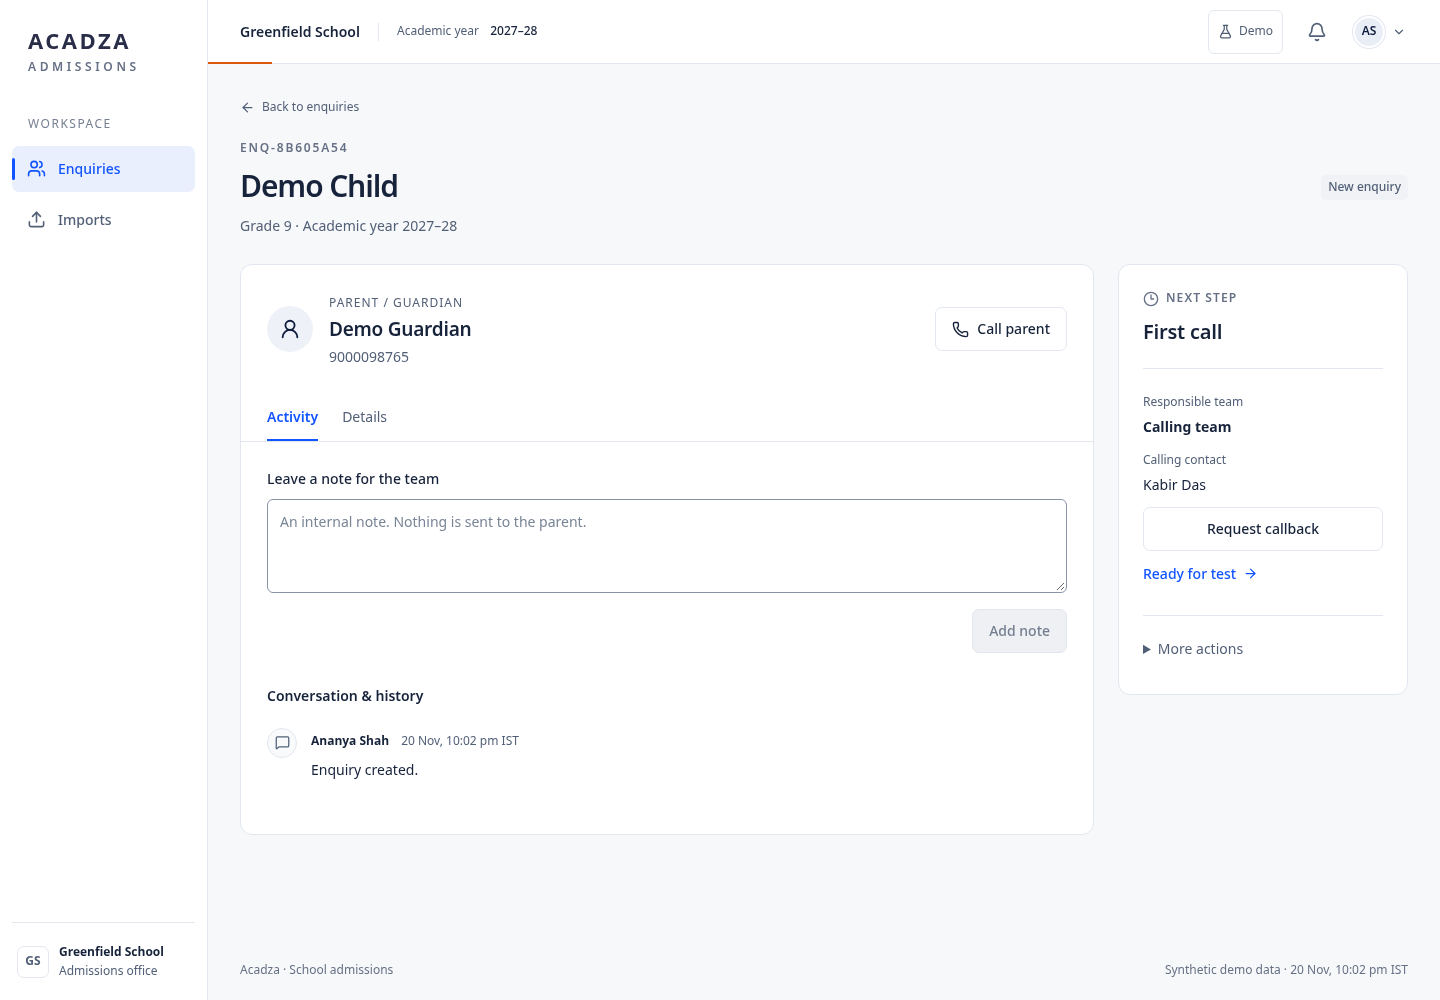 ACADZA
ADMISSIONS
WORKSPACE
Enquiries
Imports
GS
Greenfield School
Admissions office
Greenfield School
Academic year 2027–28
Demo
AS
Back to enquiries
ENQ-8B605A54
Demo Child
New enquiry
Grade 9 · Academic year 2027–28
PARENT / GUARDIAN
Demo Guardian
9000098765
Call parent
Activity
Details
Leave a note for the team
An internal note. Nothing is sent to the parent.
Add note
Conversation & history
Ananya Shah 20 Nov, 10:02 pm IST
Enquiry created.
NEXT STEP
First call
Responsible team
Calling team
Calling contact
Kabir Das
Request callback
Ready for test
More actions
Acadza · School admissions
Synthetic demo data · 20 Nov, 10:02 pm IST